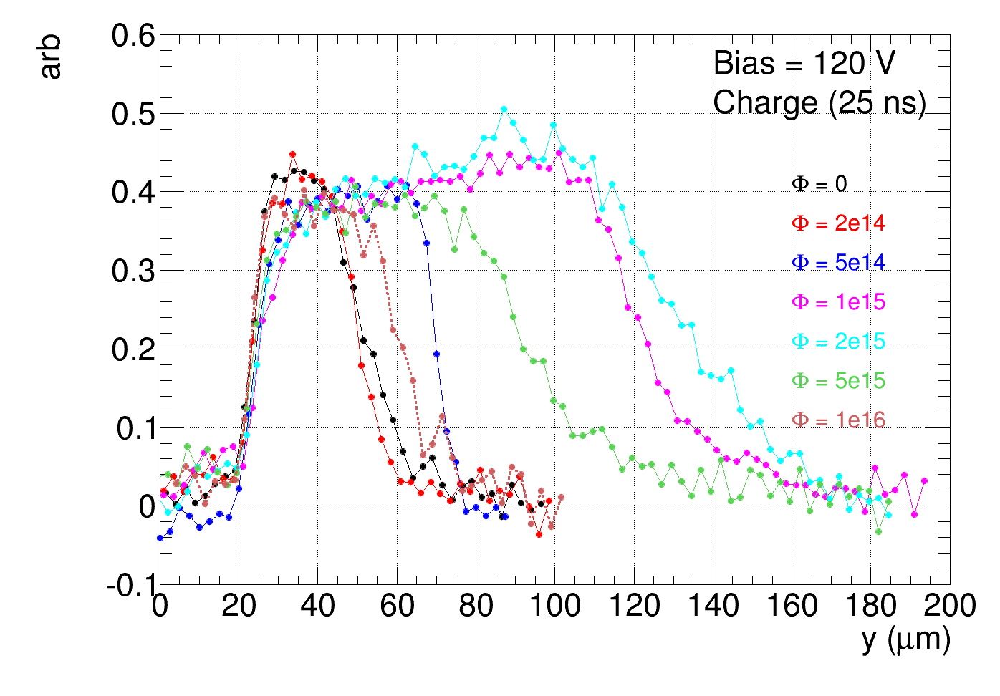 arb
0.6
0.5
0.4
0.3
0.2
0.1
0
-0.1
Bias = 120 V
Charge (25 ns)
Φ = 0
Φ = 2e14
Φ = 5e14
Φ = 1e15
Φ = 2e15
Φ = 5e15
Φ = 1e16
0 20 40 60 80 100 120 140 160 180 200
y (μm)